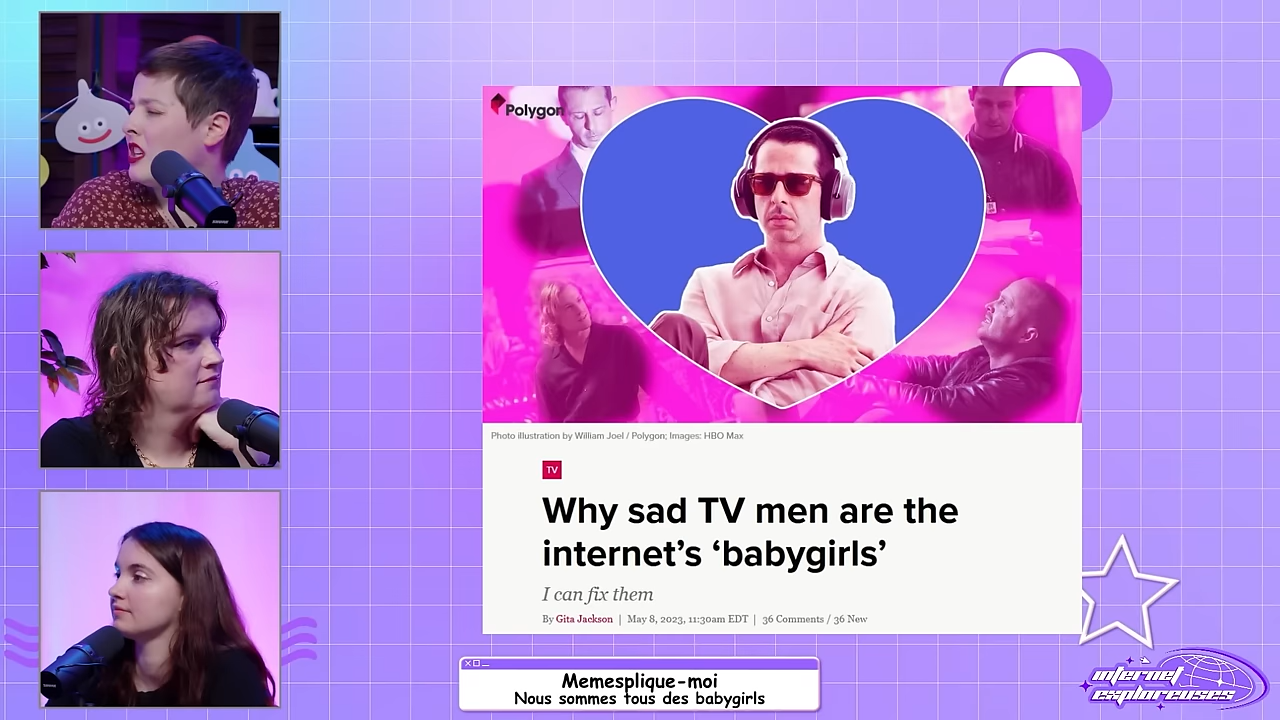 Polygon
Photo illustration by William Joel / Polygon; Images: HBO Max
TV
Why sad TV men are the
internet's ‘babygirls’
I can fix them
By Gita Jackson | May 8, 2023, 11:30am EDT | 36 Comments / 36 New
Memesplique-moi
Nous sommes tous des babygirls
internet
exploreuses